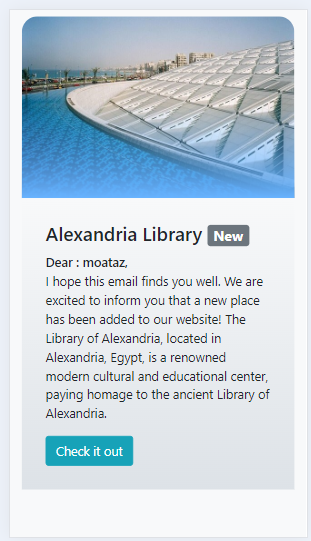 Alexandria Library New
Dear : moataz,
I hope this email finds you well. We are
excited to inform you that a new place
has been added to our website! The
Library of Alexandria, located in
Alexandria, Egypt, is a renowned
modern cultural and educational center,
paying homage to the ancient Library of
Alexandria.
Check it out